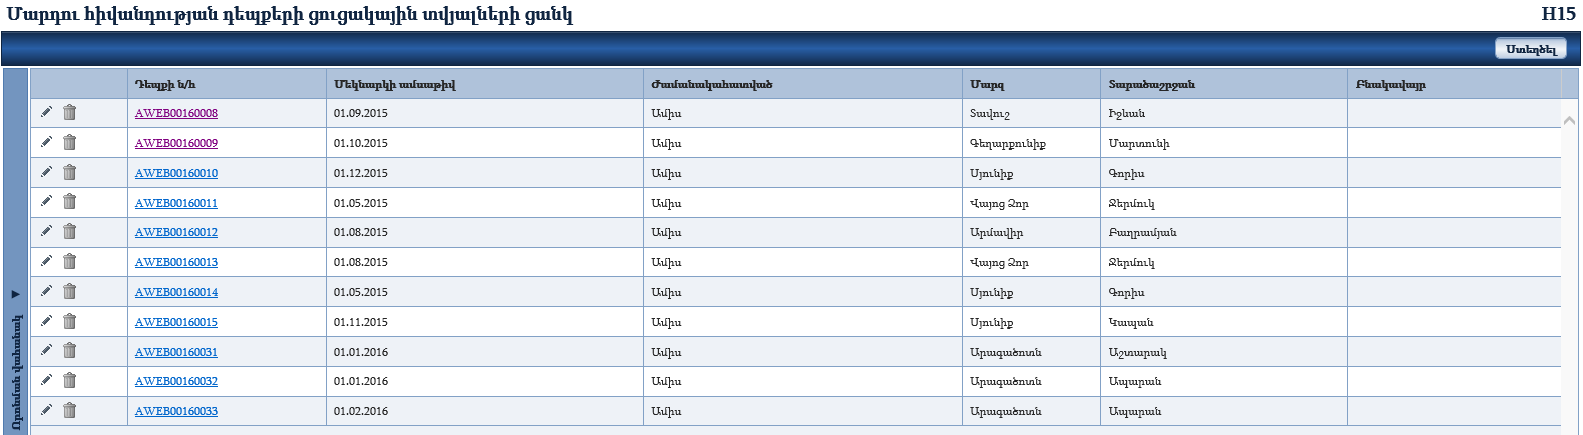 Մարդու հիվանդության դեպքերի ցուցակային տվյալների ցանկ H15
Ստեղծել
Դեպքի ն/հ Մեկնարկի ամսաթիվ Ժամանակահատված Մարզ Տարածաշրջան Բնակավայր
AWEB00160008 01.09.2015 Ամիս Տավուշ Իջևան
AWEB00160009 01.10.2015 Ամիս Գեղարքունիք Մարտունի
AWEB00160010 01.12.2015 Ամիս Սյունիք Գորիս
AWEB00160011 01.05.2015 Ամիս Վայոց Ձոր Ջերմուկ
AWEB00160012 01.08.2015 Ամիս Արմավիր Բաղրամյան
AWEB00160013 01.08.2015 Ամիս Վայոց Ձոր Ջերմուկ
AWEB00160014 01.05.2015 Ամիս Սյունիք Գորիս
AWEB00160015 01.11.2015 Ամիս Սյունիք Կապան
AWEB00160031 01.01.2016 Ամիս Արագածոտն Աշտարակ
AWEB00160032 01.01.2016 Ամիս Արագածոտն Ապարան
AWEB00160033 01.02.2016 Ամիս Արագածոտն Ապարան
Որոնման վահանակ